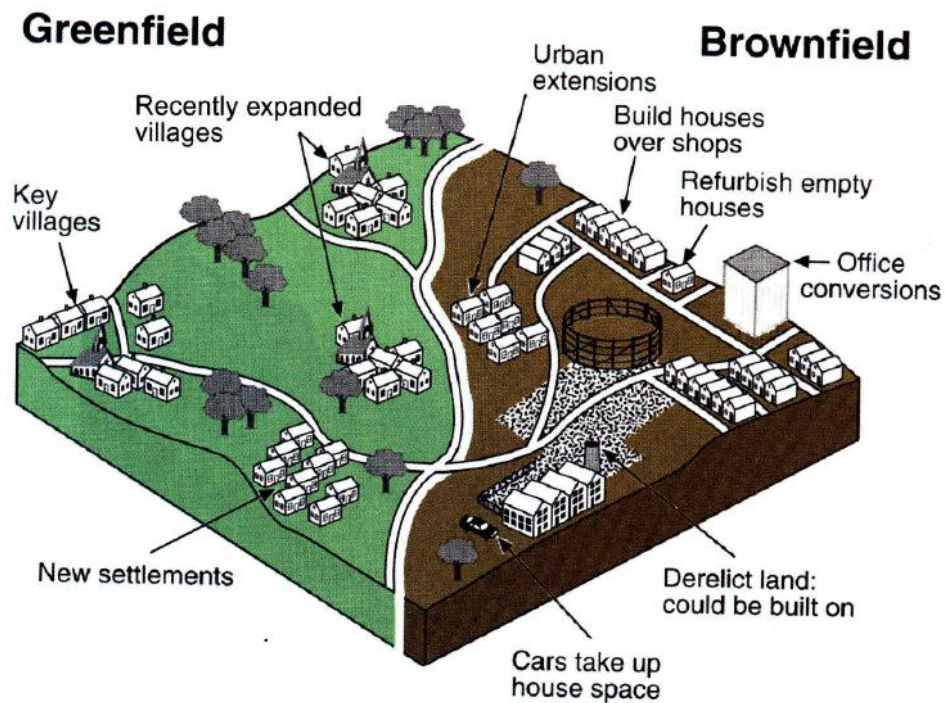 Greenfield
Brownfield
Urban
extensions
Recently expanded
villages
Build houses
over shops
Key
villages
Refurbish empty
houses
Office
conversions
New settlements
Derelict land:
could be built on
Cars take up
house space